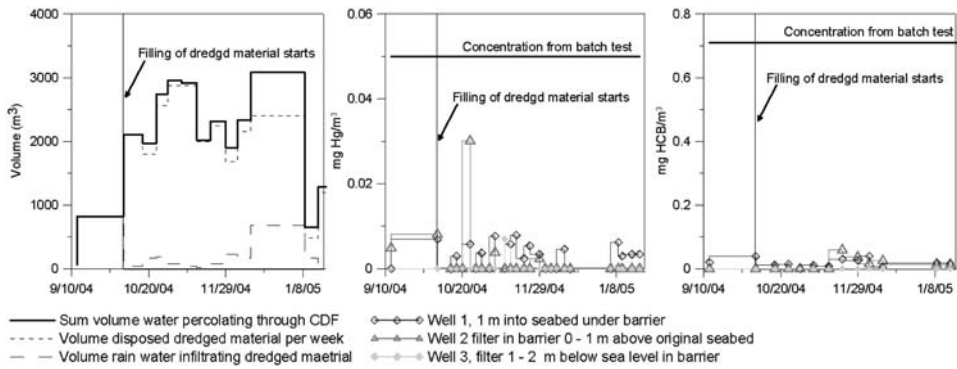 4000
3000
2000
1000
0
Volume (m³)
Filling of dredgd material starts
9/10/04 10/20/04 11/29/04 1/8/05
0.06
0.04
0.02
0
mg Hg/m³
Concentration from batch test
Filling of dredgd material starts
9/10/04 10/20/04 11/29/04 1/8/05
0.8
0.6
0.4
0.2
0
mg HCB/m³
Concentration from batch test
Filling of dredgd material starts
9/10/04 10/20/04 11/29/04 1/8/05
Sum volume water percolating through CDF
Volume disposed dredged material per week
Volume rain water infiltrating dredged maetrial
Well 1, 1 m into seabed under barrier
Well 2 filter in barrier 0 - 1 m above original seabed
Well 3, filter 1 - 2 m below sea level in barrier